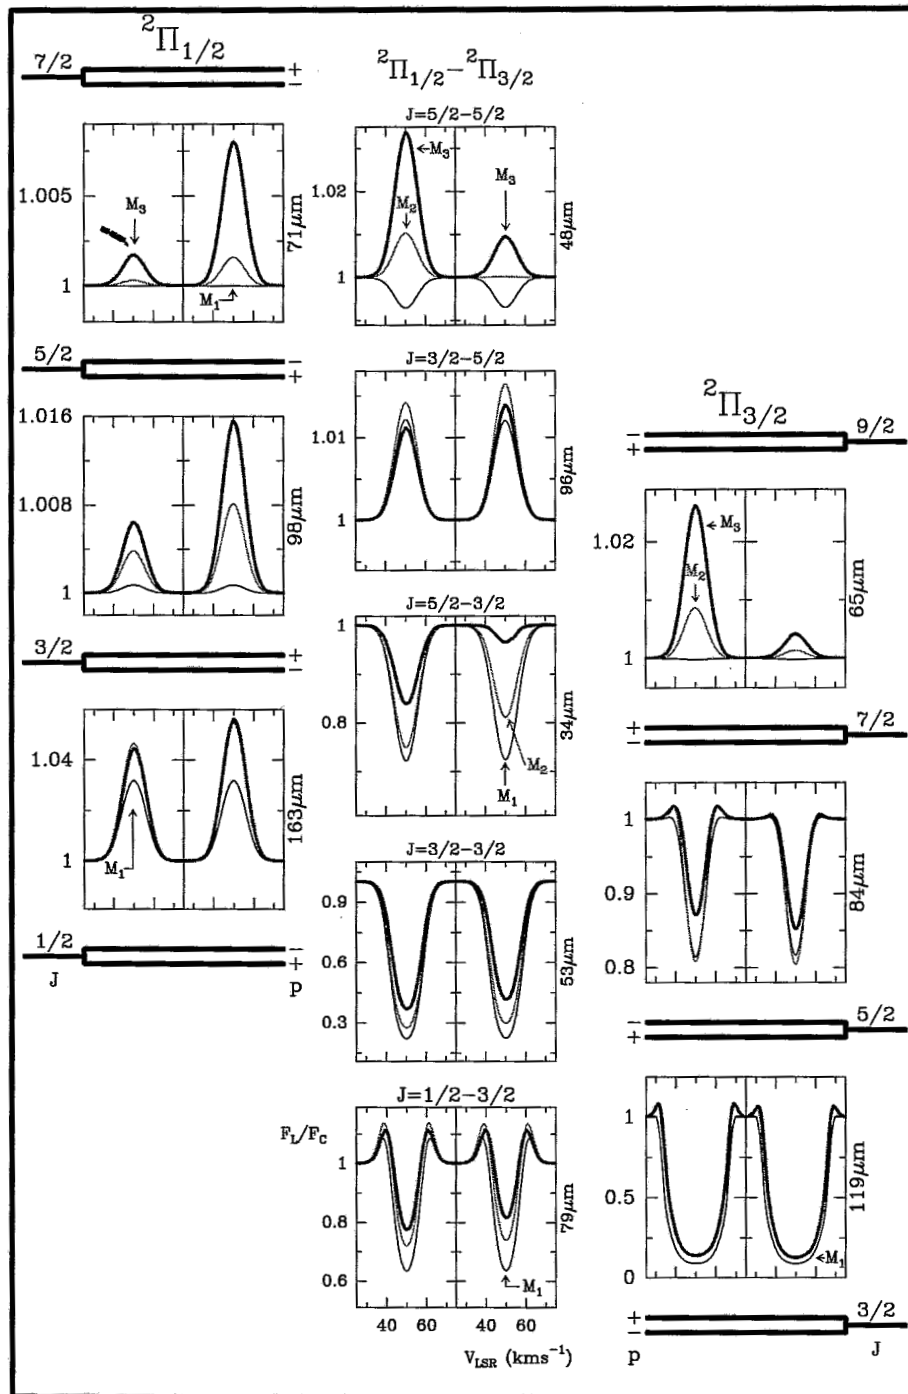 ²Π₁/₂
7/2
+
−
1.005
1
M₃
M₁
71μm
5/2
−
+
1.016
1.008
1
98μm
3/2
+
−
1.04
1
M₁
163μm
1/2
−
+
J
p
²Π₁/₂−²Π₃/₂
J=5/2−5/2
1.02
1
M₃
M₂
M₃
48μm
J=3/2−5/2
1.01
1
96μm
J=5/2−3/2
1
0.8
M₂
M₁
34μm
J=3/2−3/2
0.9
0.6
0.3
53μm
J=1/2−3/2
F_L/F_C
1
0.8
0.6
M₁
79μm
40 60 40 60
V_LSR (kms⁻¹)
²Π₃/₂
9/2
−
+
1.02
1
M₃
M₂
65μm
7/2
+
−
1
0.9
0.8
84μm
5/2
−
+
1
0.5
0
M₁
119μm
3/2
+
−
p
J